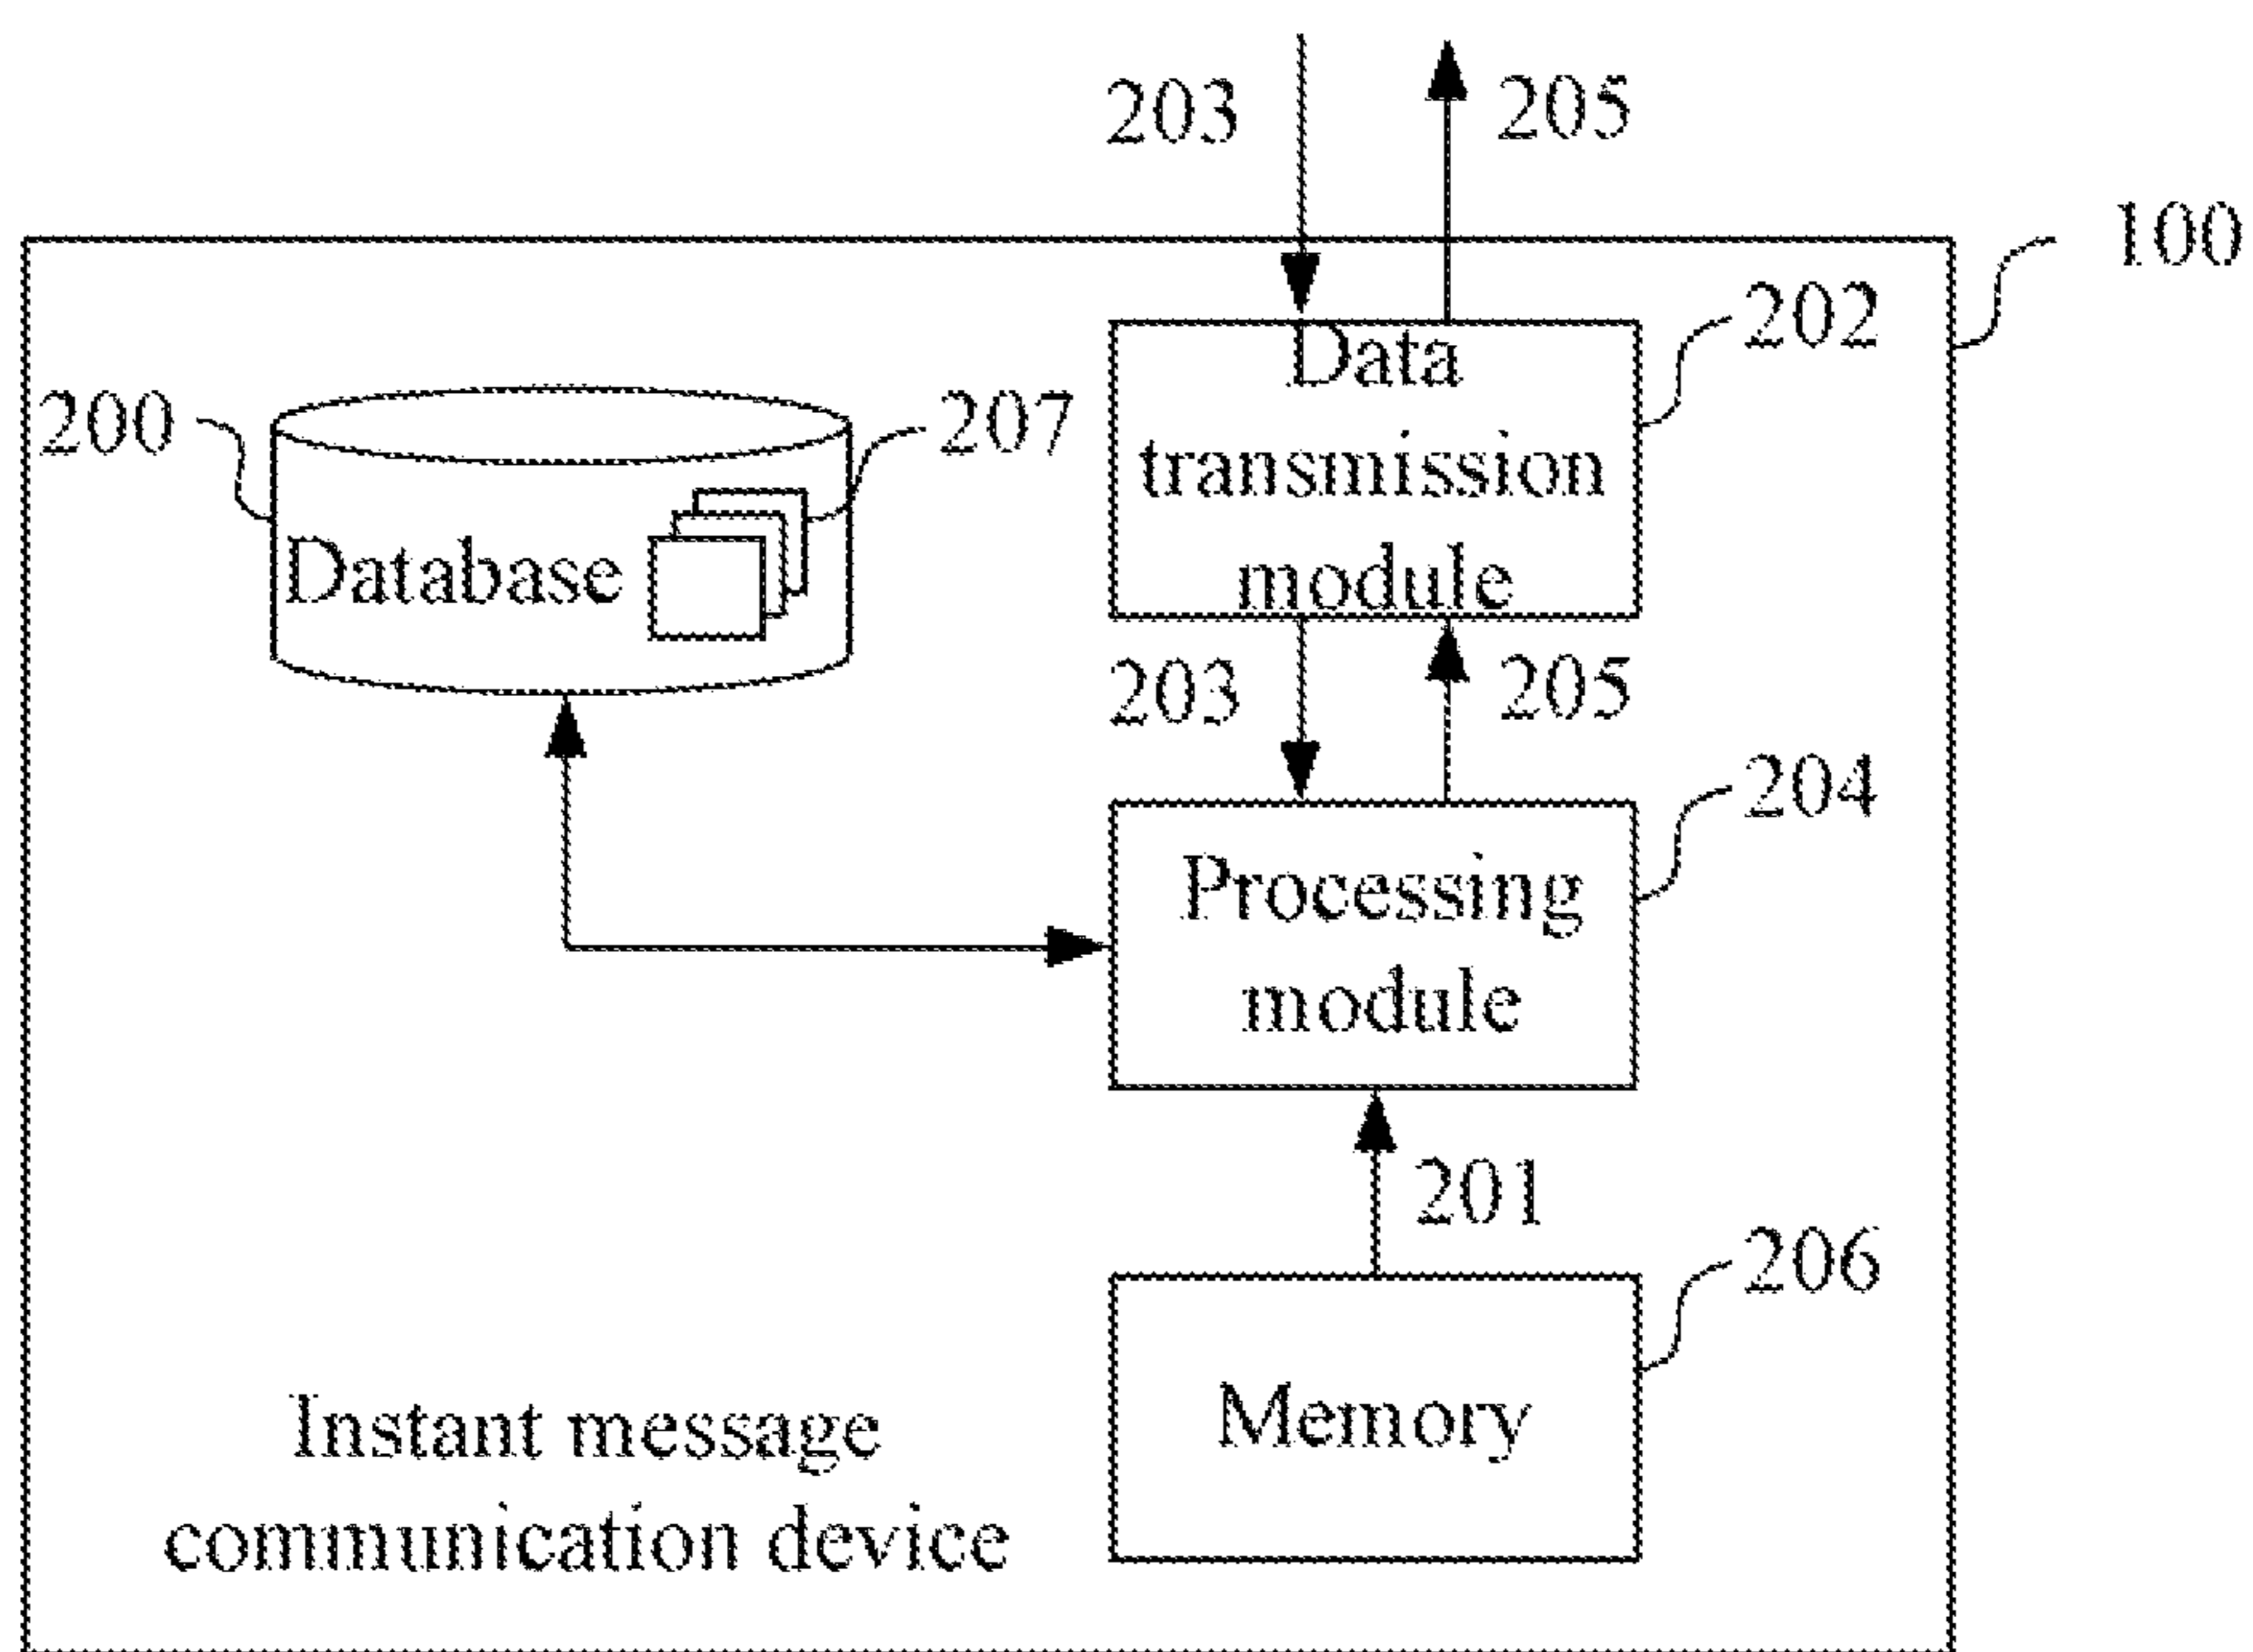 203
205
100
Data
transmission
module
202
200
207
Database
203
205
Processing
module
204
201
Memory
206
Instant message
communication device